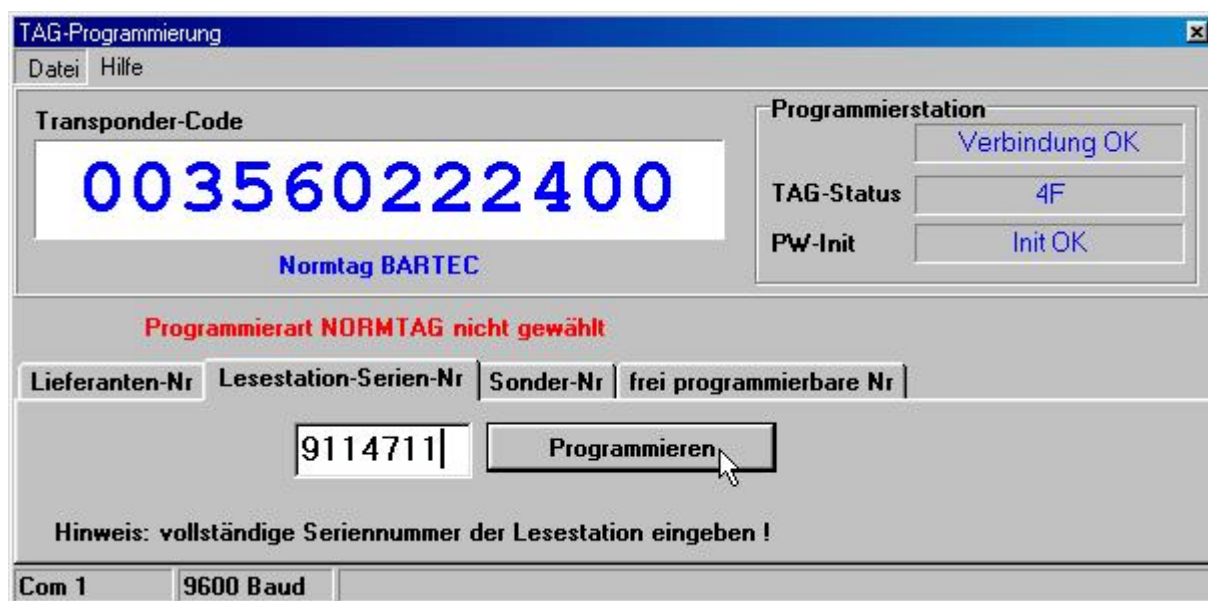 TAG-Programmierung
Datei Hilfe
Transponder-Code
003560222400
Normtag BARTEC
Programmierstation
Verbindung OK
TAG-Status 4F
PW-Init Init OK
Programmierart NORMTAG nicht gewählt
Lieferanten-Nr Lesestation-Serien-Nr Sonder-Nr frei programmierbare Nr
9114711 Programmieren
Hinweis: vollständige Seriennummer der Lesestation eingeben !
Com 1 9600 Baud